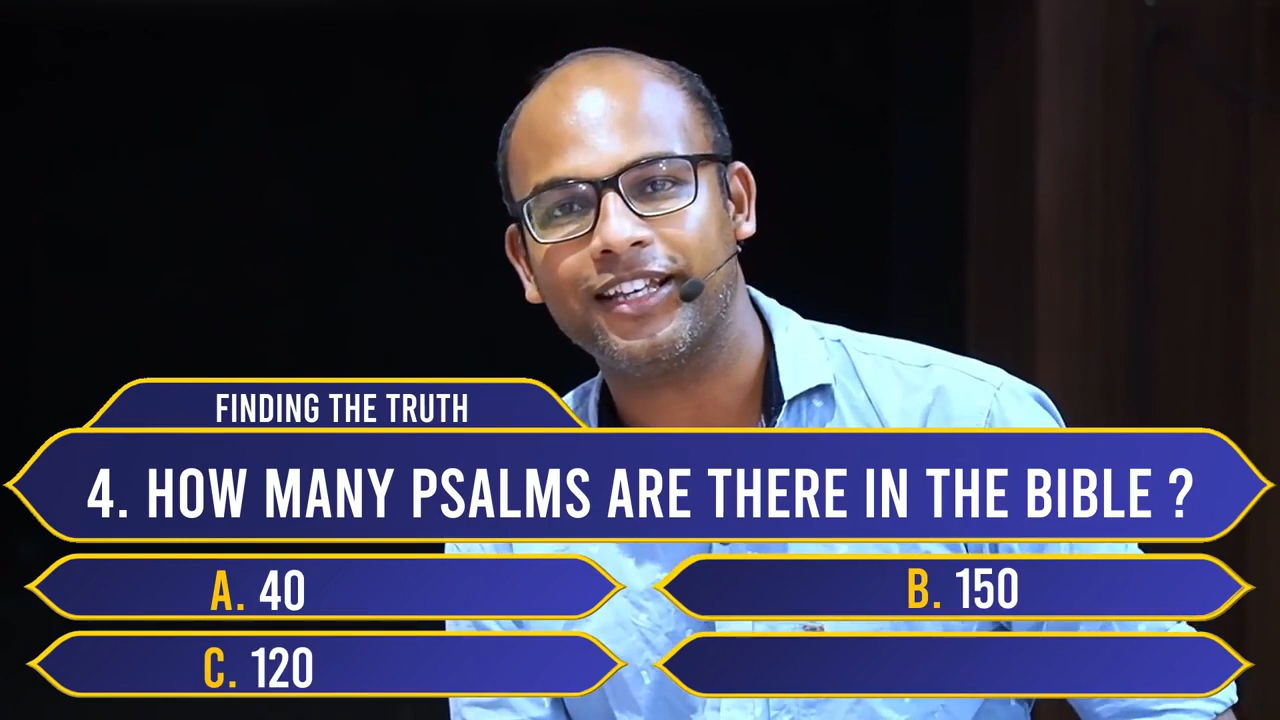 FINDING THE TRUTH
4. HOW MANY PSALMS ARE THERE IN THE BIBLE ?
A. 40
B. 150
C. 120